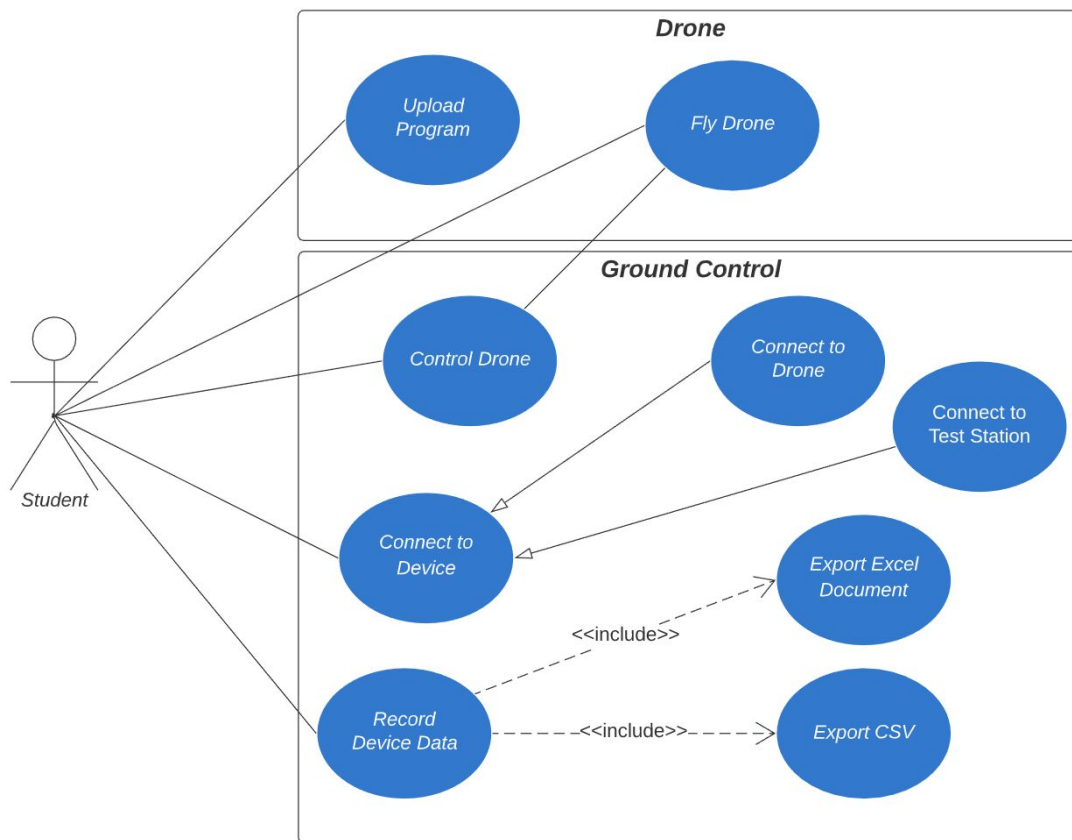 Drone
Upload
Program
Fly Drone
Ground Control
Control Drone
Connect to
Drone
Connect to
Test Station
Student
Connect to
Device
Export Excel
Document
<<include>>
Record
Device Data
<<include>>
Export CSV